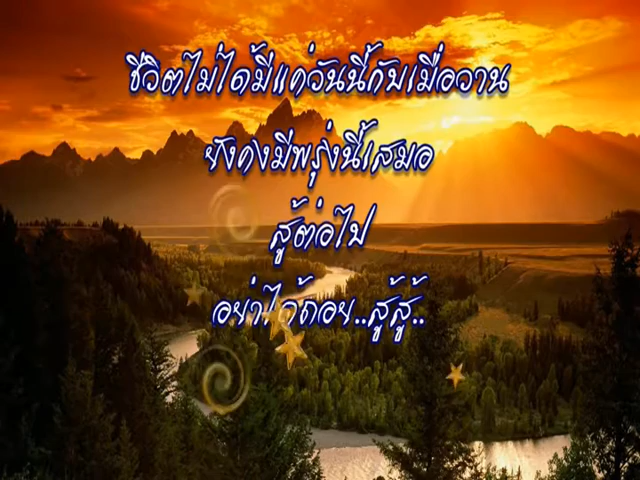 ชีวิตไม่ได้มีแค่วันนี้กับเมื่อวาน
ยังคงมีพรุ่งนี้เสมอ
สู้ต่อไป
อย่าไว้ถอย..สู้สู้..